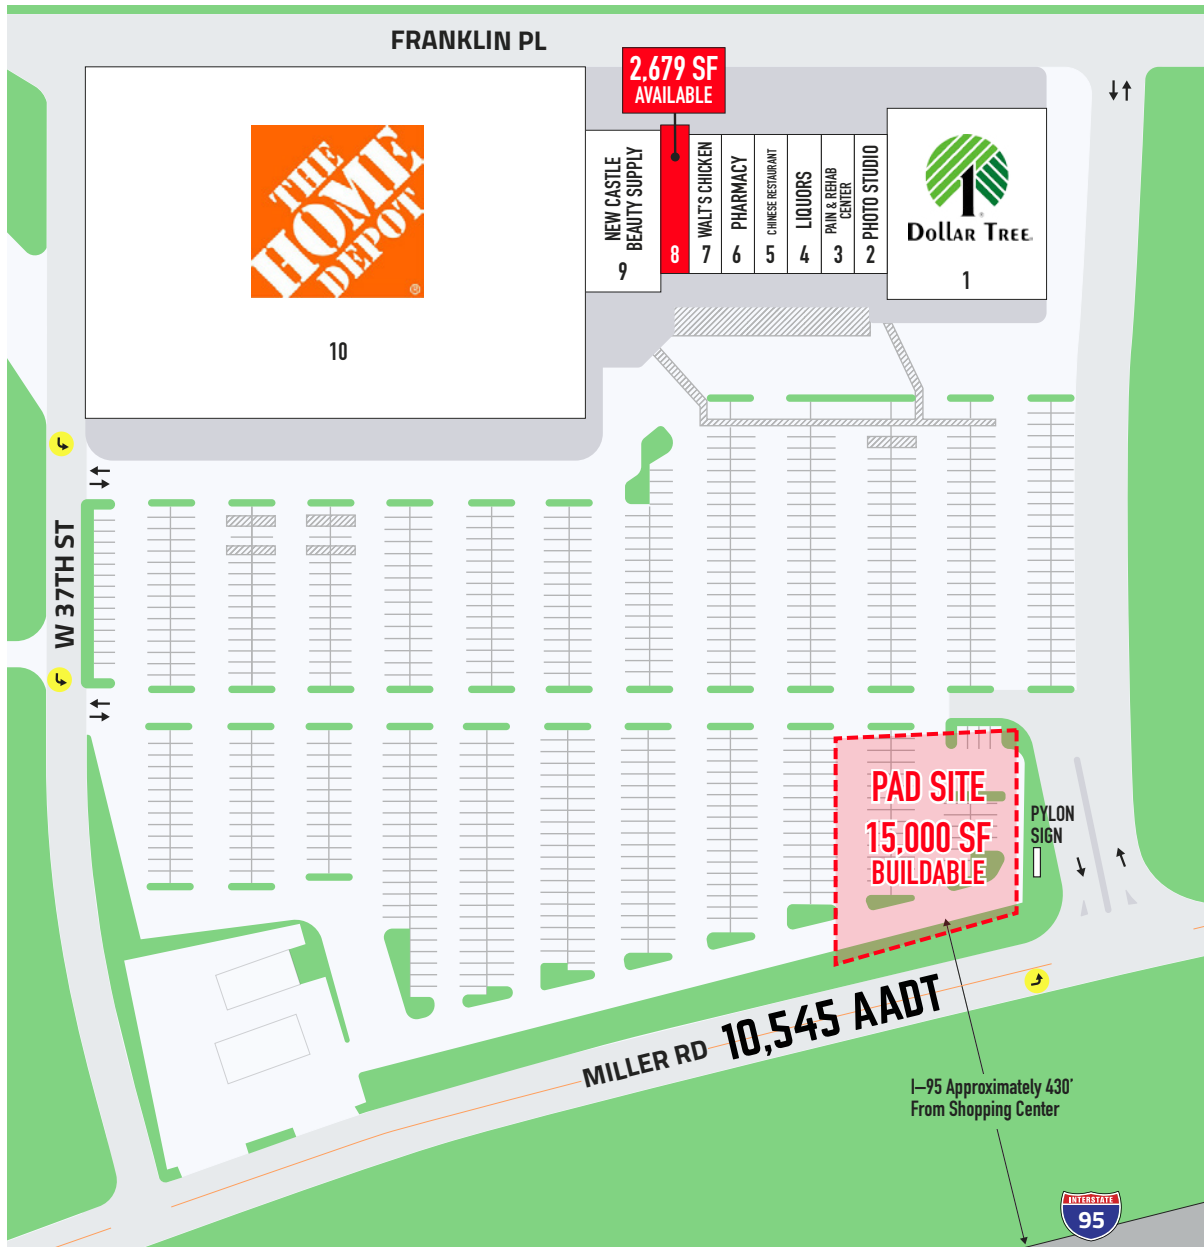 FRANKLIN PL
2,679 SF
AVAILABLE
THE
HOME
DEPOT
®
10
NEW CASTLE
BEAUTY SUPPLY
9
8
WALT'S CHICKEN
7
PHARMACY
6
CHINESE RESTAURANT
5
LIQUORS
4
PAIN & REHAB
CENTER
3
PHOTO STUDIO
2
1
DOLLAR TREE
1
W 37TH ST
PAD SITE
15,000 SF
BUILDABLE
PYLON
SIGN
MILLER RD
10,545 AADT
I–95 Approximately 430'
From Shopping Center
INTERSTATE
95